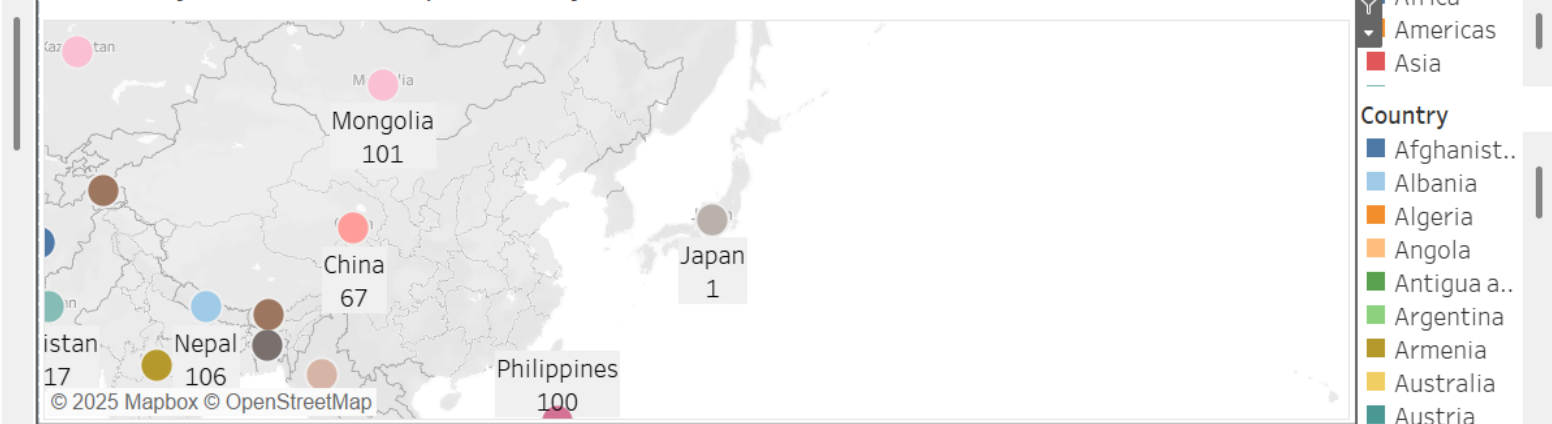 Mongolia
101
China
67
Japan
1
istan
17
Nepal
106
Philippines
100
© 2025 Mapbox © OpenStreetMap
Africa
Americas
Asia
Country
Afghanist..
Albania
Algeria
Angola
Antigua a..
Argentina
Armenia
Australia
Austria